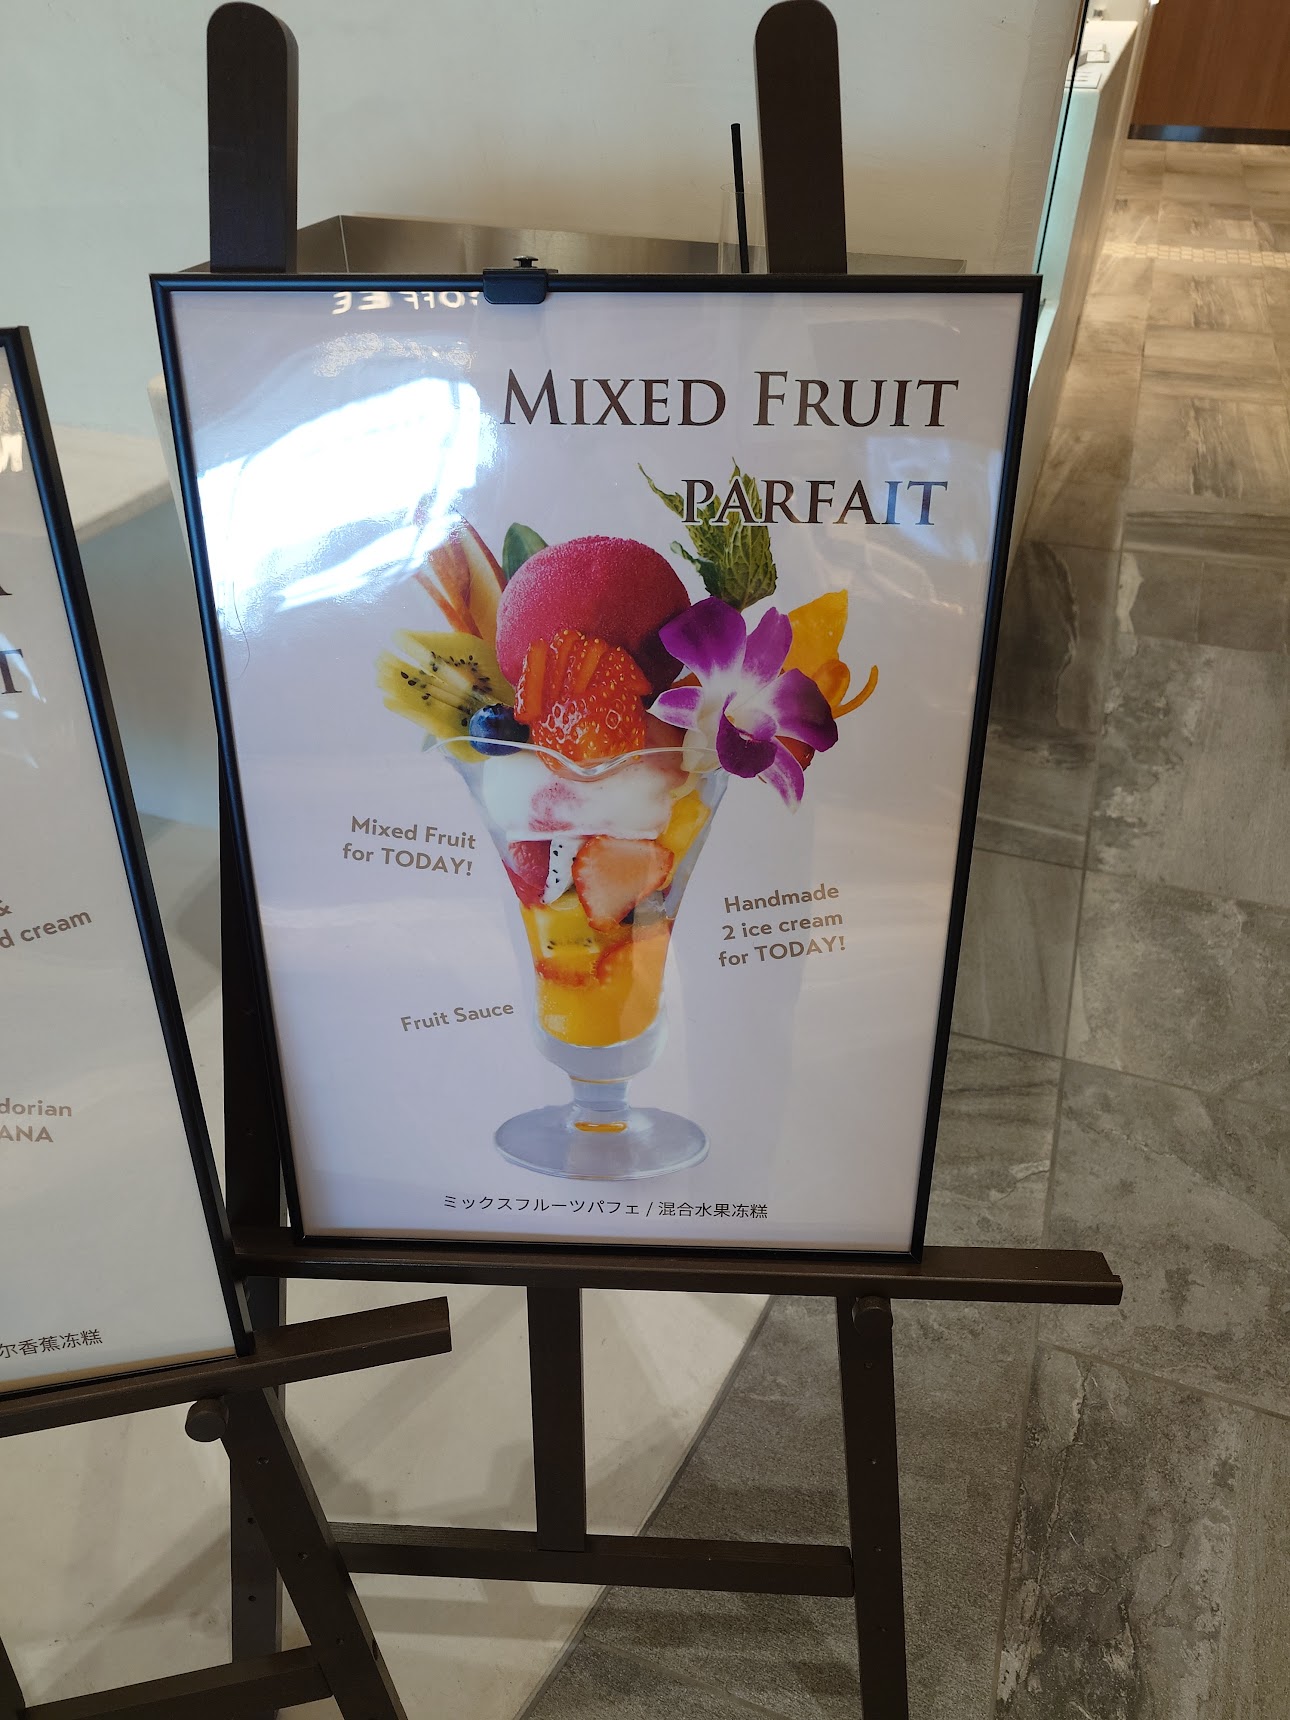 MIXED FRUIT
PARFAIT
Mixed Fruit
for TODAY!
Handmade
2 ice cream
for TODAY!
Fruit Sauce
ミックスフルーツパフェ / 混合水果冻糕
T
&
d cream
dorian
ANA
尔香蕉冻糕